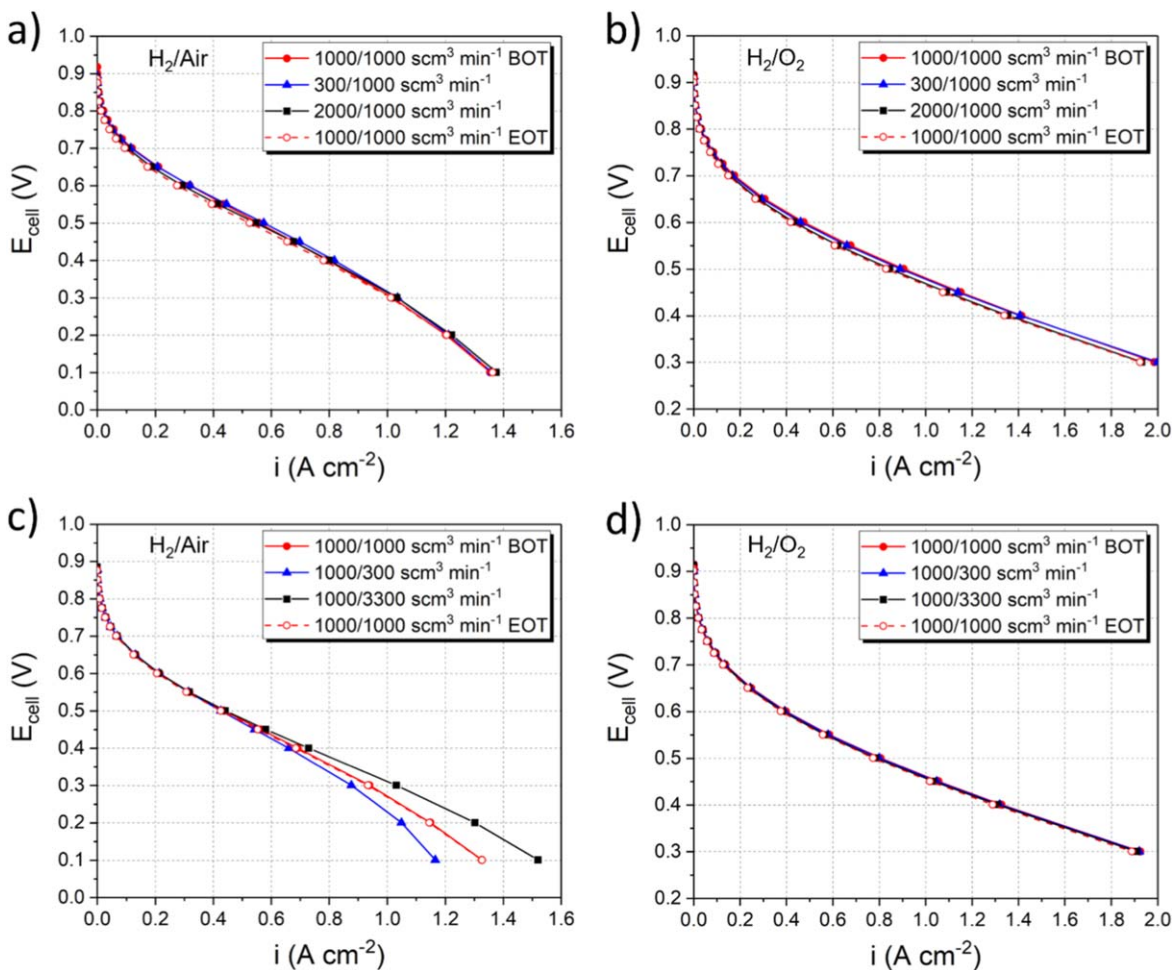 a)
H₂/Air
1000/1000 scm³ min⁻¹ BOT
300/1000 scm³ min⁻¹
2000/1000 scm³ min⁻¹
1000/1000 scm³ min⁻¹ EOT
E_cell (V)
1.0
0.9
0.8
0.7
0.6
0.5
0.4
0.3
0.2
0.1
0.0
0.0 0.2 0.4 0.6 0.8 1.0 1.2 1.4 1.6
i (A cm⁻²)
b)
H₂/O₂
1000/1000 scm³ min⁻¹ BOT
300/1000 scm³ min⁻¹
2000/1000 scm³ min⁻¹
1000/1000 scm³ min⁻¹ EOT
E_cell (V)
1.0
0.9
0.8
0.7
0.6
0.5
0.4
0.3
0.2
0.0 0.2 0.4 0.6 0.8 1.0 1.2 1.4 1.6 1.8 2.0
i (A cm⁻²)
c)
H₂/Air
1000/1000 scm³ min⁻¹ BOT
1000/300 scm³ min⁻¹
1000/3300 scm³ min⁻¹
1000/1000 scm³ min⁻¹ EOT
E_cell (V)
1.0
0.9
0.8
0.7
0.6
0.5
0.4
0.3
0.2
0.1
0.0
0.0 0.2 0.4 0.6 0.8 1.0 1.2 1.4 1.6
i (A cm⁻²)
d)
H₂/O₂
1000/1000 scm³ min⁻¹ BOT
1000/300 scm³ min⁻¹
1000/3300 scm³ min⁻¹
1000/1000 scm³ min⁻¹ EOT
E_cell (V)
1.0
0.9
0.8
0.7
0.6
0.5
0.4
0.3
0.2
0.0 0.2 0.4 0.6 0.8 1.0 1.2 1.4 1.6 1.8 2.0
i (A cm⁻²)